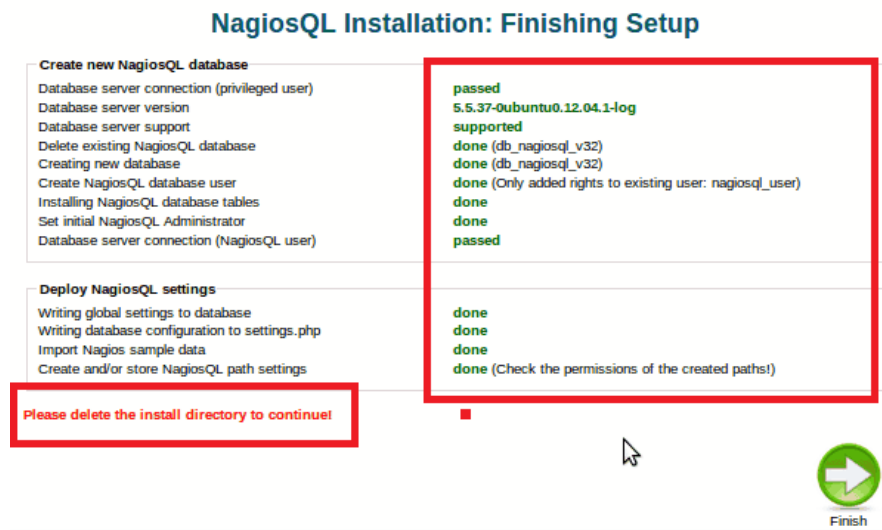 NagiosQL Installation: Finishing Setup
Create new NagiosQL database
Database server connection (privileged user) passed
Database server version 5.5.37-0ubuntu0.12.04.1-log
Database server support supported
Delete existing NagiosQL database done (db_nagiosql_v32)
Creating new database done (db_nagiosql_v32)
Create NagiosQL database user done (Only added rights to existing user: nagiosql_user)
Installing NagiosQL database tables done
Set initial NagiosQL Administrator done
Database server connection (NagiosQL user) passed
Deploy NagiosQL settings
Writing global settings to database done
Writing database configuration to settings.php done
Import Nagios sample data done
Create and/or store NagiosQL path settings done (Check the permissions of the created paths!)
Please delete the install directory to continue!
Finish